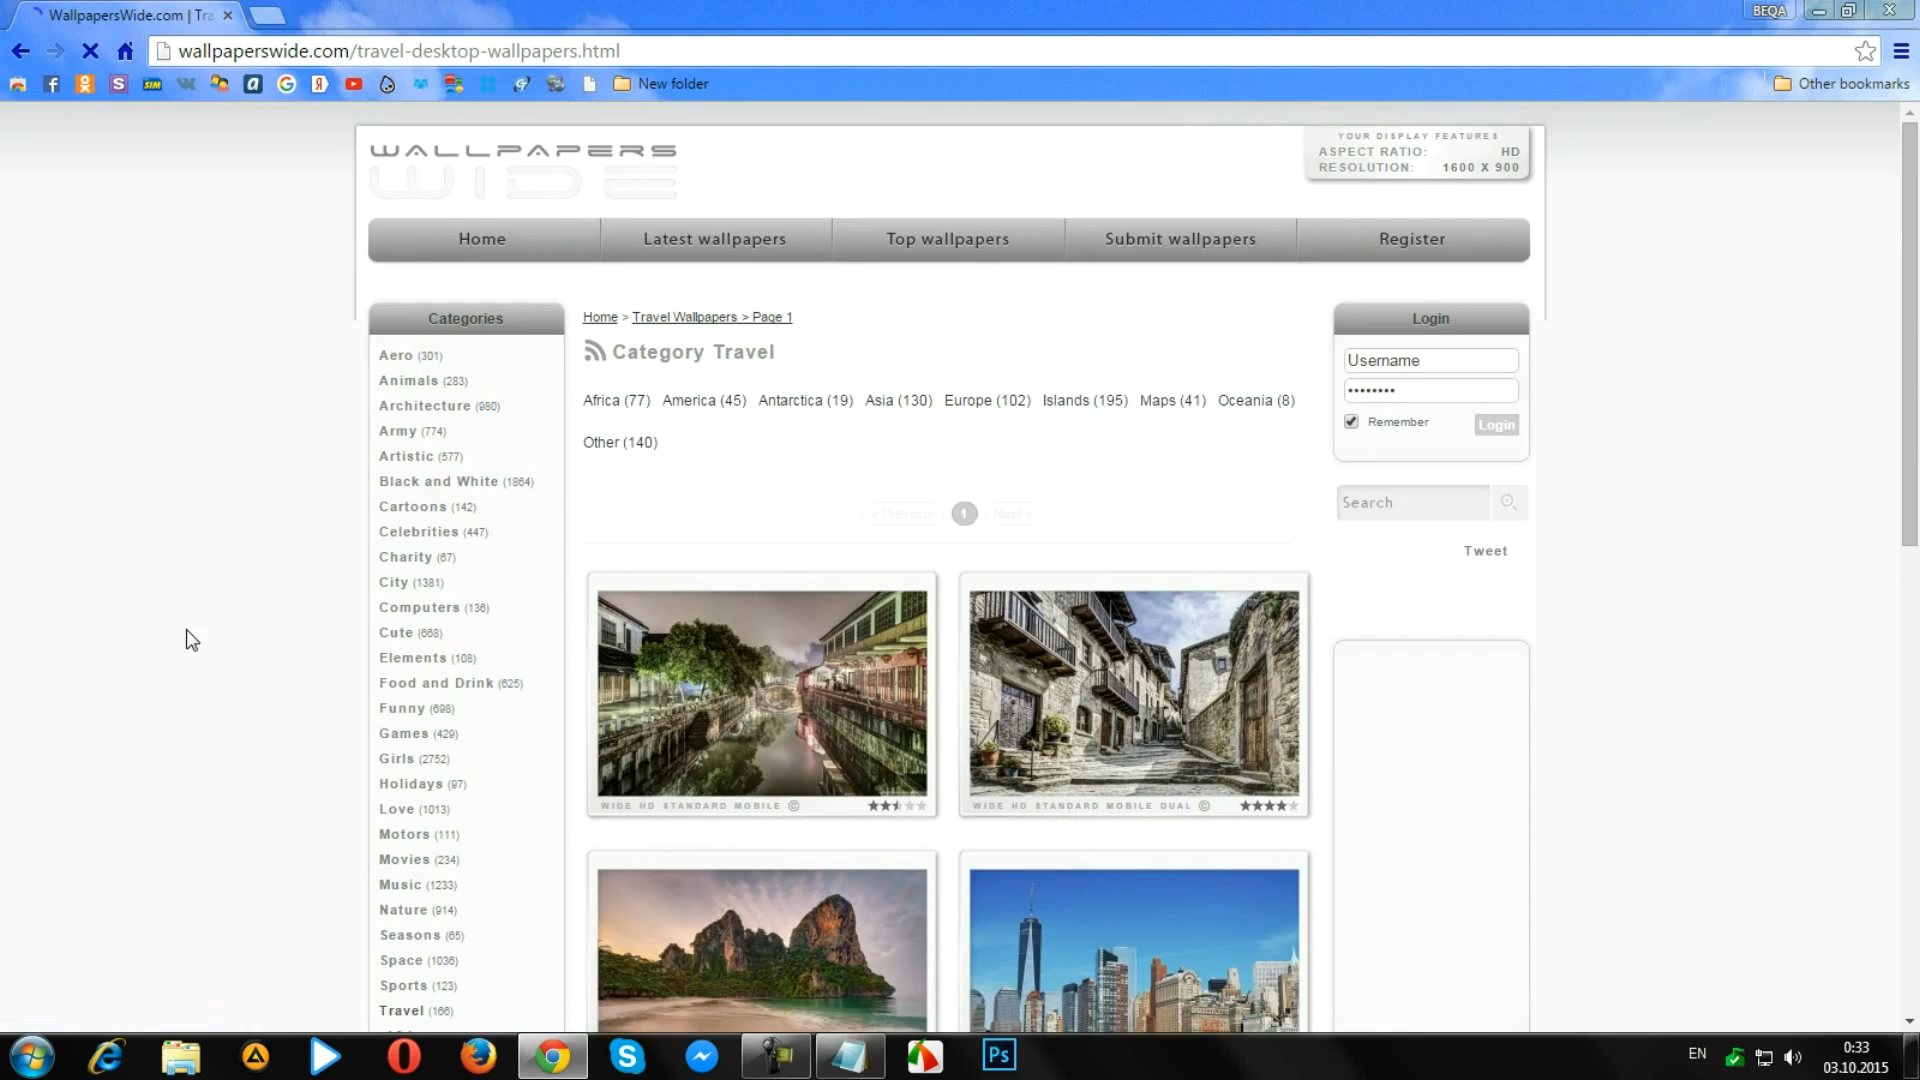 WallpapersWide.com | Tra
BEQA
wallpaperswide.com/travel-desktop-wallpapers.html
New folder
Other bookmarks
WALLPAPERS
WIDE
YOUR DISPLAY FEATURES
ASPECT RATIO: HD
RESOLUTION: 1600 X 900
Home Latest wallpapers Top wallpapers Submit wallpapers Register
Categories
Aero (301)
Animals (283)
Architecture (980)
Army (774)
Artistic (577)
Black and White (1864)
Cartoons (142)
Celebrities (447)
Charity (67)
City (1381)
Computers (136)
Cute (668)
Elements (108)
Food and Drink (625)
Funny (698)
Games (429)
Girls (2752)
Holidays (97)
Love (1013)
Motors (111)
Movies (234)
Music (1233)
Nature (914)
Seasons (65)
Space (1036)
Sports (123)
Travel (166)
Home > Travel Wallpapers > Page 1
Category Travel
Africa (77) America (45) Antarctica (19) Asia (130) Europe (102) Islands (195) Maps (41) Oceania (8)
Other (140)
« Previous 1 Next »
WIDE HD STANDARD MOBILE ©
WIDE HD STANDARD MOBILE DUAL ©
Login
Username
••••••••
Remember Login
Search
Tweet
EN
0:33
03.10.2015